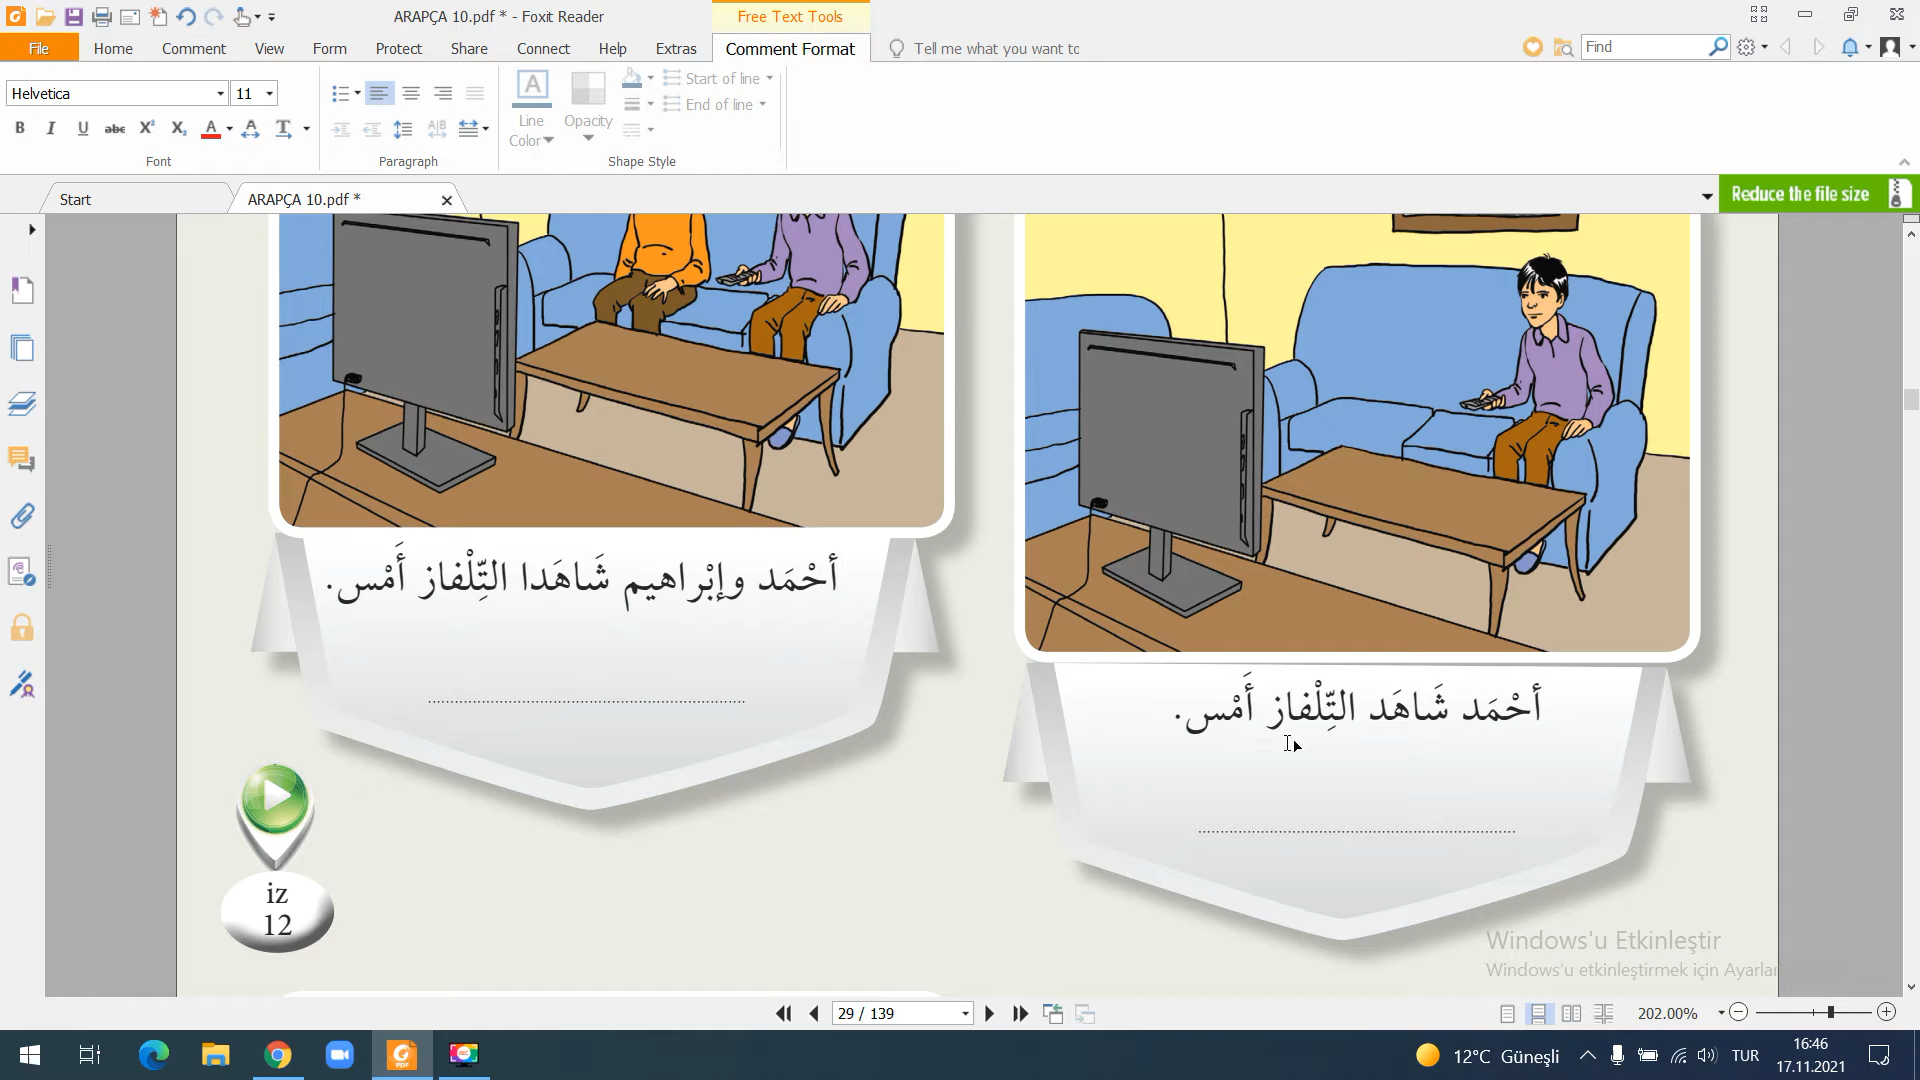 ARAPÇA 10.pdf * - Foxit Reader
Free Text Tools
File Home Comment View Form Protect Share Connect Help Extras Comment Format Tell me what you want to Find
Helvetica 11
Start of line
End of line
Line
Color
Opacity
Font Paragraph Shape Style
Start ARAPÇA 10.pdf * Reduce the file size
أحْمَد وإبْراهيم شَاهَدا التِّلْفاز أَمْس.
أحْمَد شَاهَد التِّلْفاز أَمْس.
iz
12
Windows'u Etkinleştir
Windows'u etkinleştirmek için Ayarlar
29 / 139 202.00%
12°C Güneşli TUR 16:46
17.11.2021